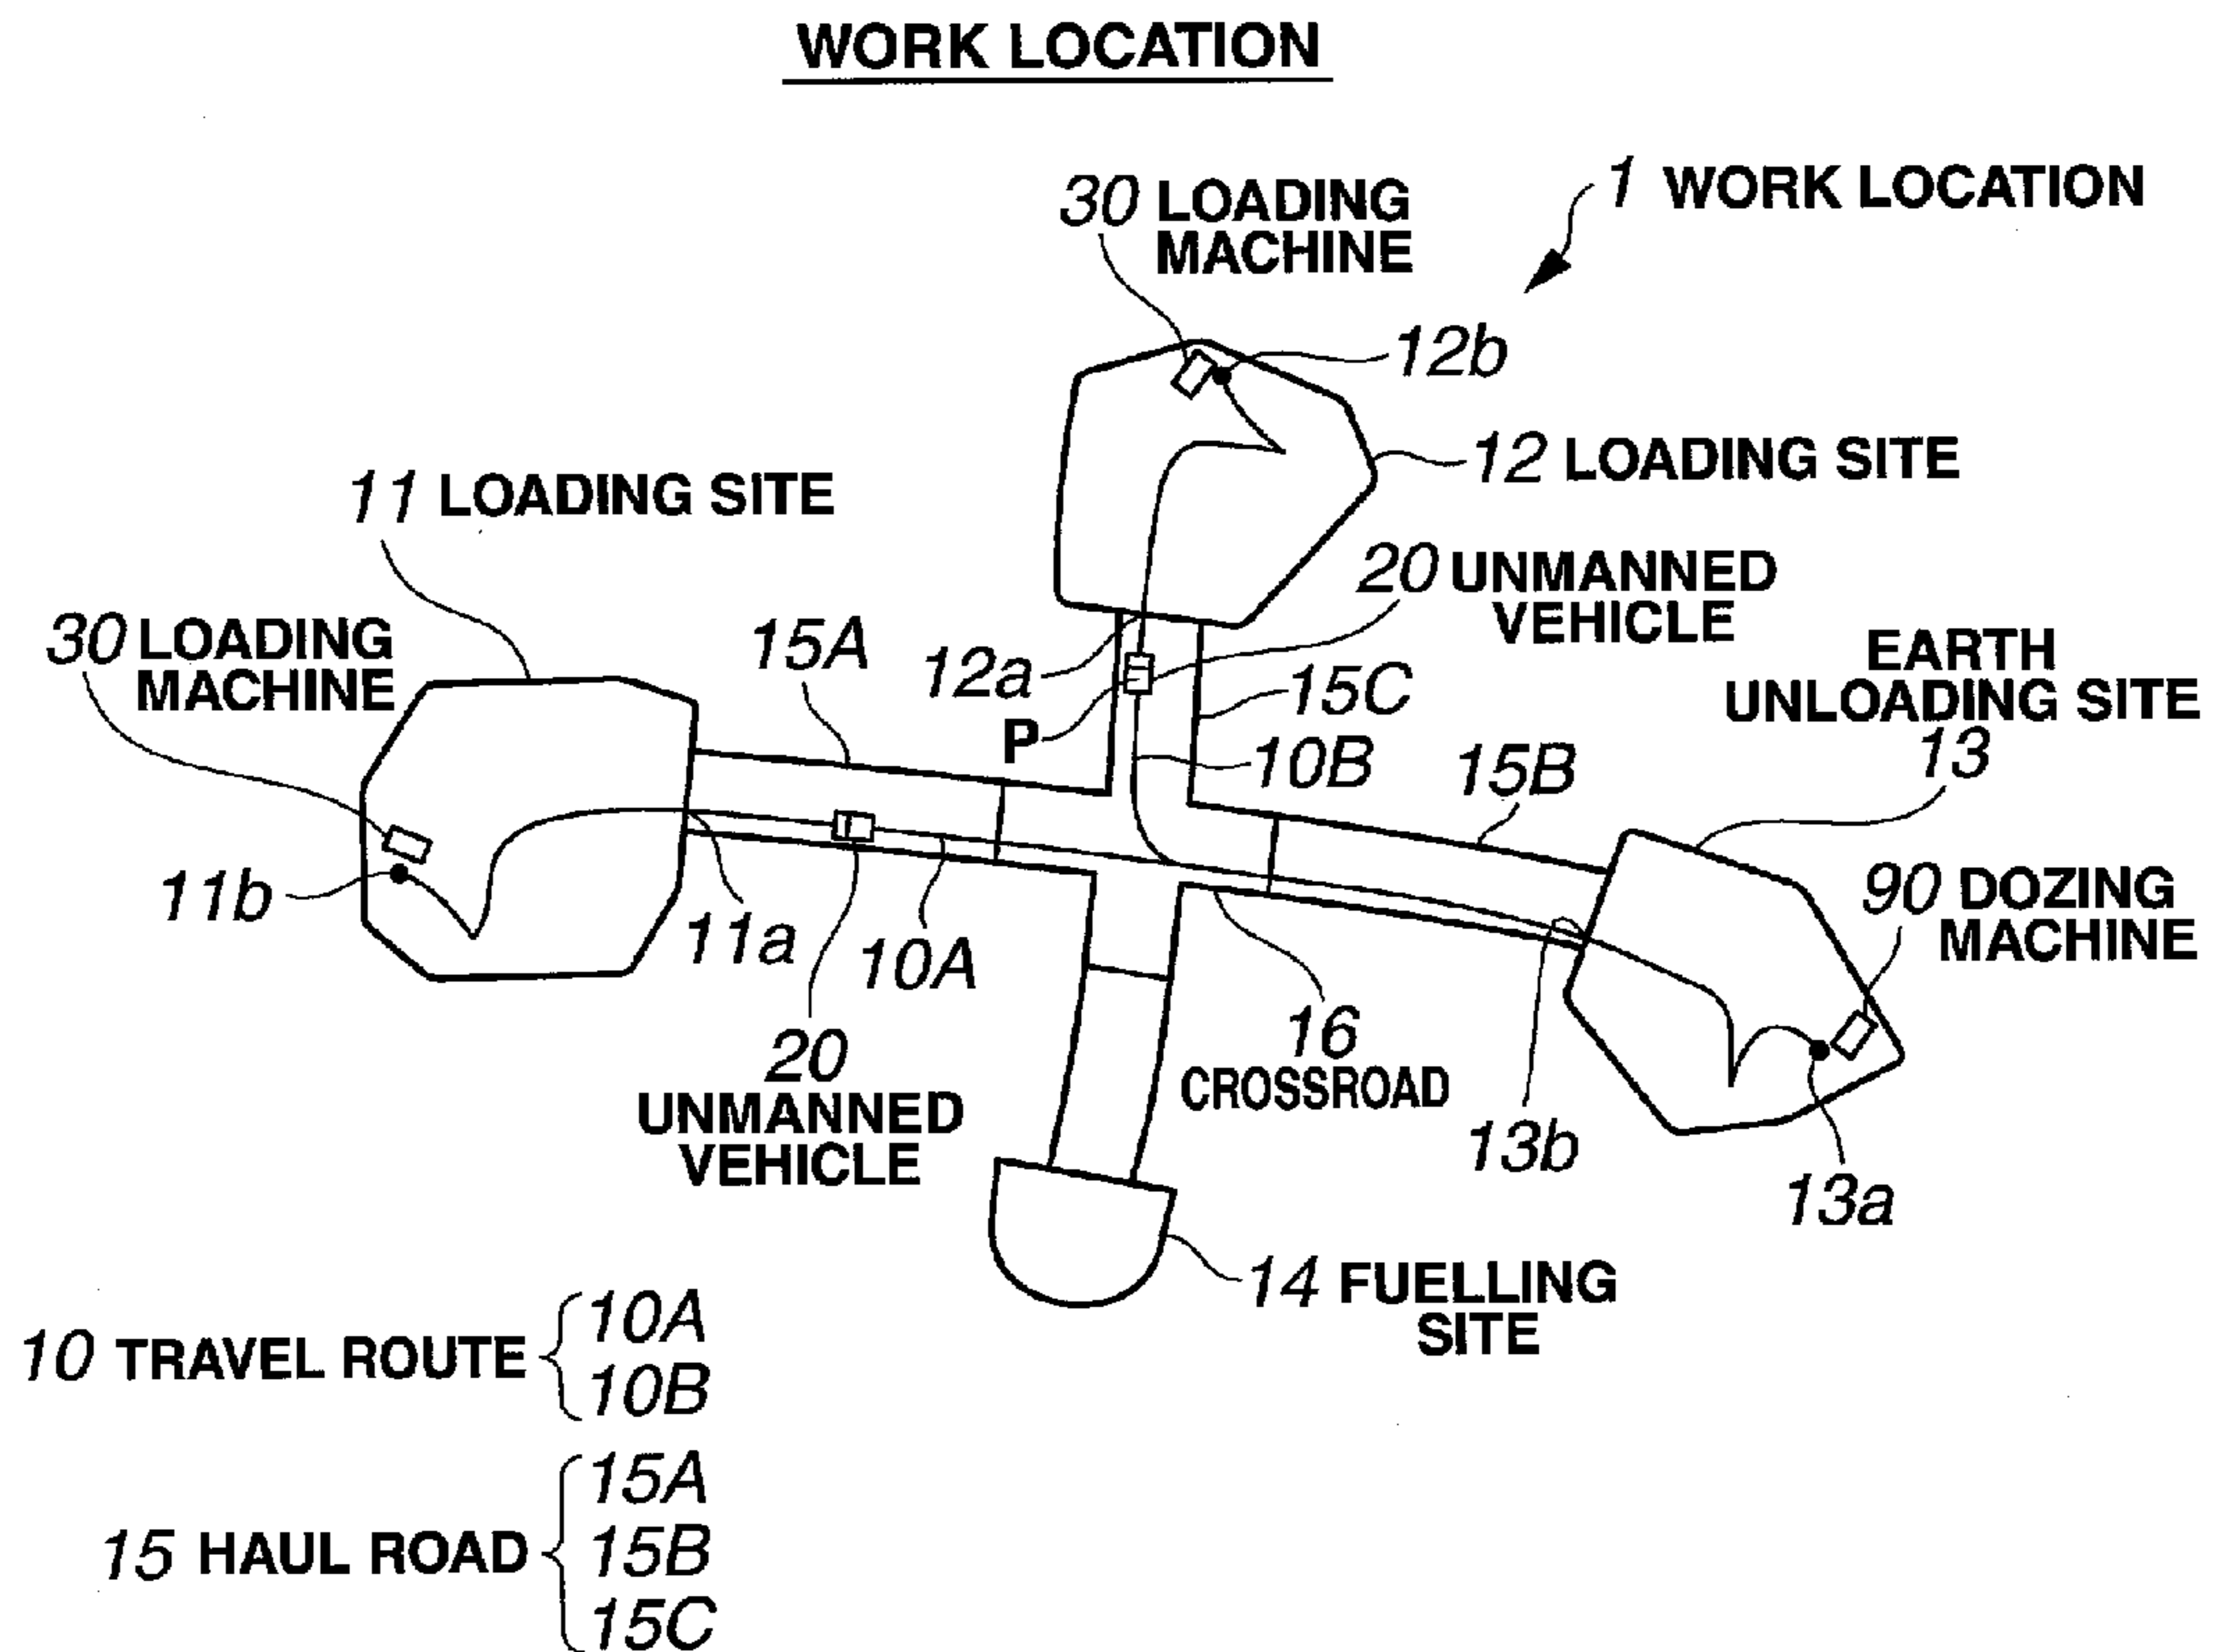 WORK LOCATION
1 WORK LOCATION
30 LOADING
MACHINE
12b
12 LOADING SITE
11 LOADING SITE
20 UNMANNED
VEHICLE
30 LOADING
MACHINE
15A
12a
15C
EARTH
UNLOADING SITE
13
P
10B
15B
11b
11a
10A
90 DOZING
MACHINE
20
UNMANNED
VEHICLE
16
CROSSROAD
13b
13a
14 FUELLING
SITE
10 TRAVEL ROUTE
10A
10B
15 HAUL ROAD
15A
15B
15C